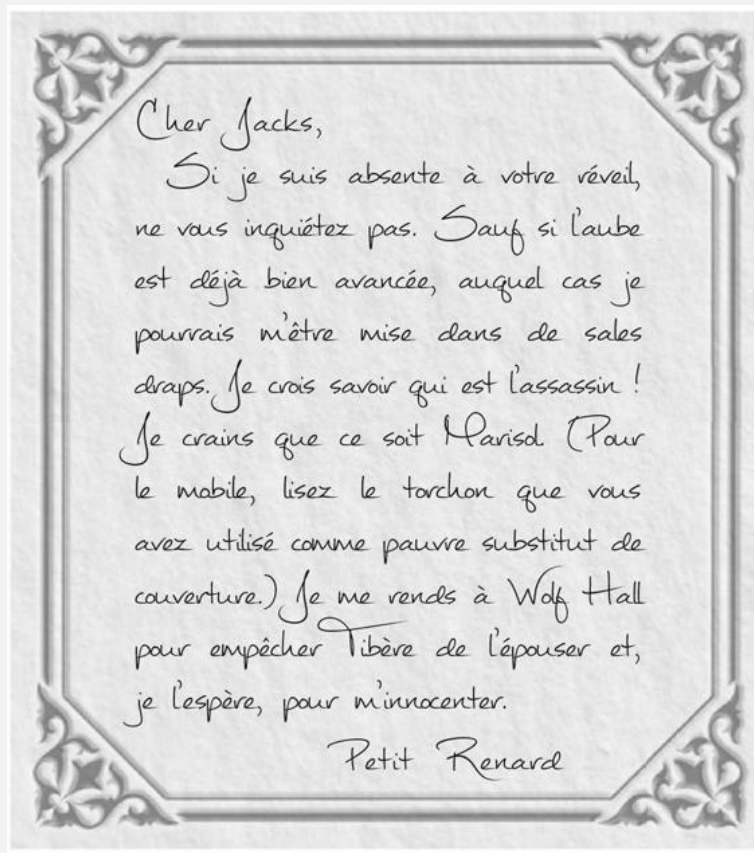 Cher Jacks,
Si je suis absente à votre réveil,
ne vous inquiétez pas. Sauf si l'aube
est déjà bien avancée, auquel cas je
pourrais m'être mise dans de sales
draps. Je crois savoir qui est l'assassin !
Je crains que ce soit Marisol. (Pour
le mobile, lisez le torchon que vous
avez utilisé comme pauvre substitut de
couverture.) Je me rends à Wolf Hall
pour empêcher Tibère de l'épouser et,
je l'espère, pour m'innocenter.
Petit Renard